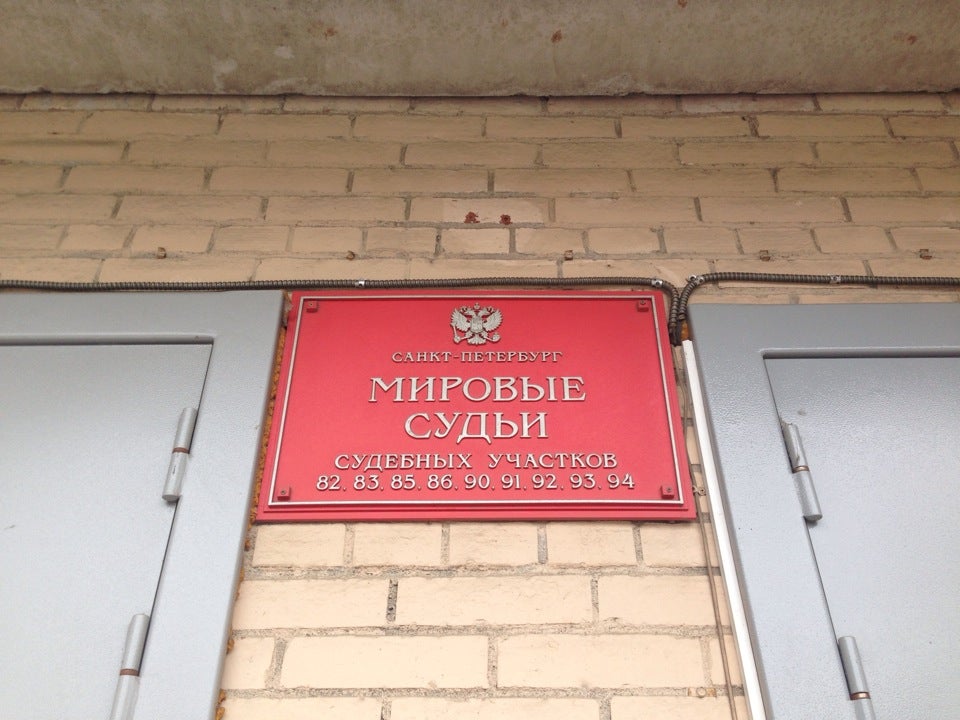 САНКТ-ПЕТЕРБУРГ
МИРОВЫЕ
СУДЬИ
СУДЕБНЫХ УЧАСТКОВ
82. 83. 85. 86. 90. 91. 92. 93. 94